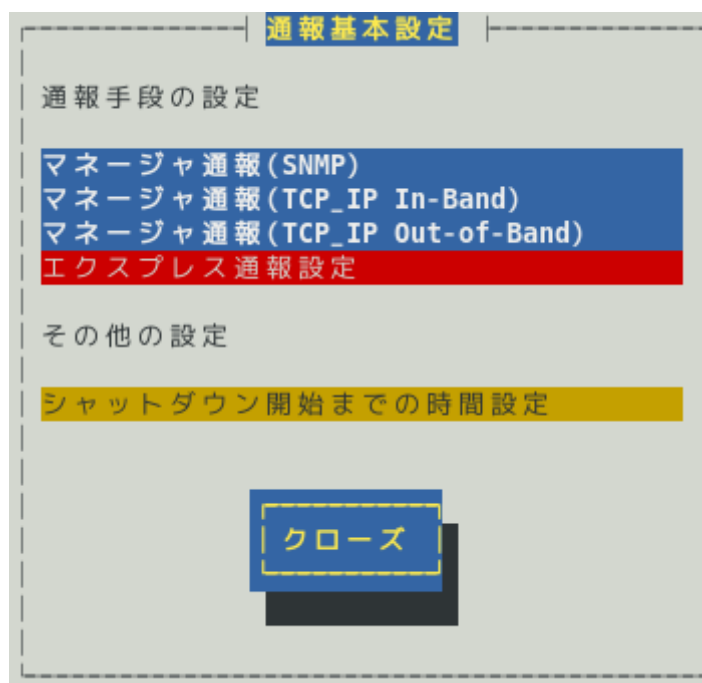 通報基本設定
通報手段の設定
マネージャ通報(SNMP)
マネージャ通報(TCP_IP In-Band)
マネージャ通報(TCP_IP Out-of-Band)
エクスプレス通報設定
その他の設定
シャットダウン開始までの時間設定
クローズ